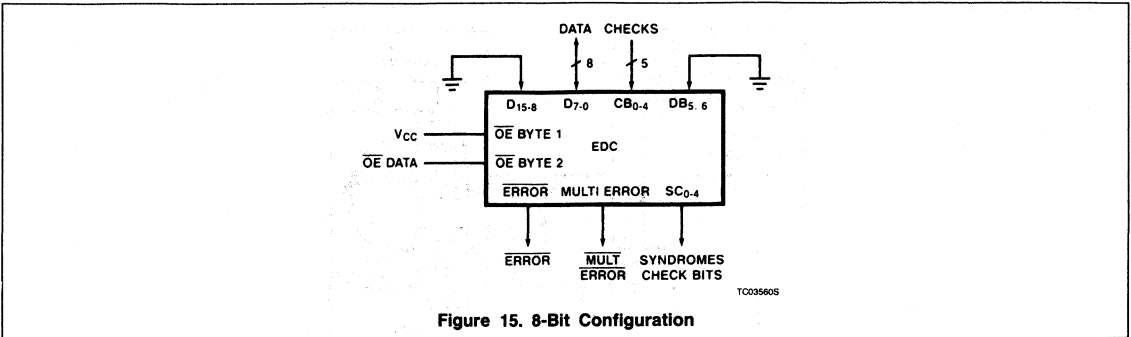 DATA CHECKS
8 5
D15-8 D7-0 CB0-4 DB5, 6
VCC OE BYTE 1
EDC
OE DATA OE BYTE 2
ERROR MULTI ERROR SC0-4
ERROR MULT SYNDROMES
ERROR CHECK BITS
TC03560S
Figure 15. 8-Bit Configuration